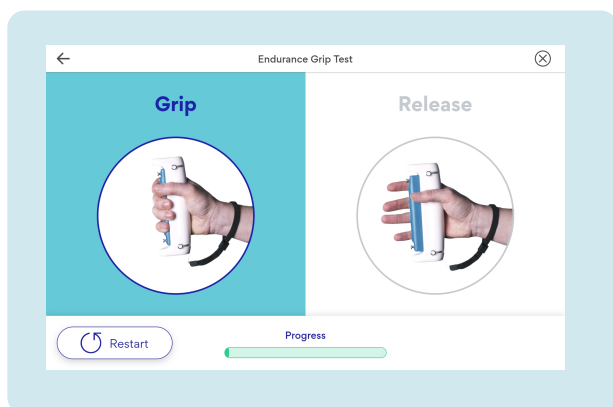 Endurance Grip Test
Grip
Release
Restart
Progress